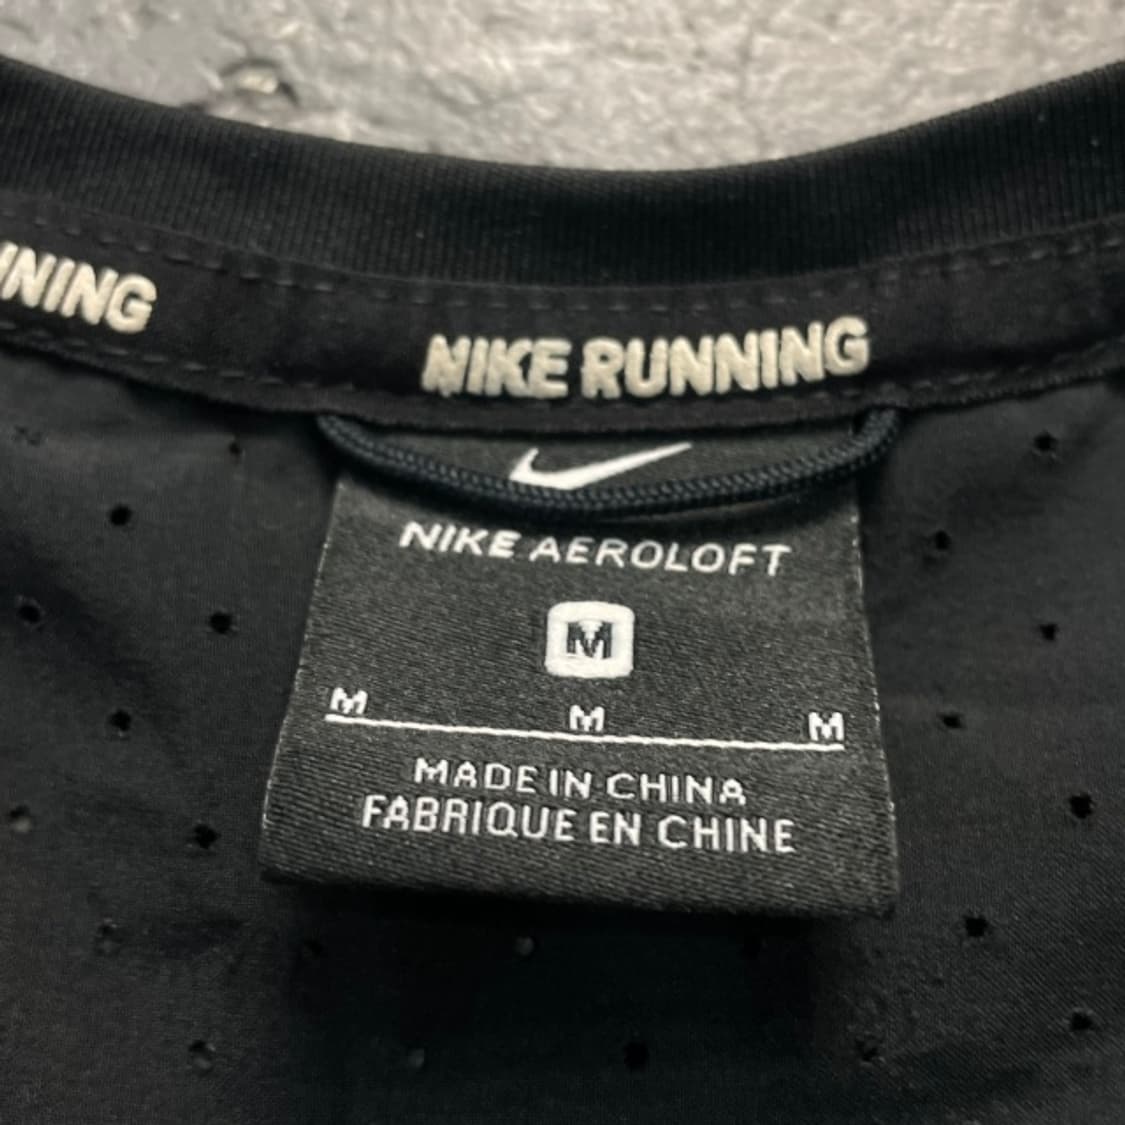 NNING
NIKE RUNNING
NIKE AEROLOFT
M
M M M
MADE IN CHINA
FABRIQUE EN CHINE